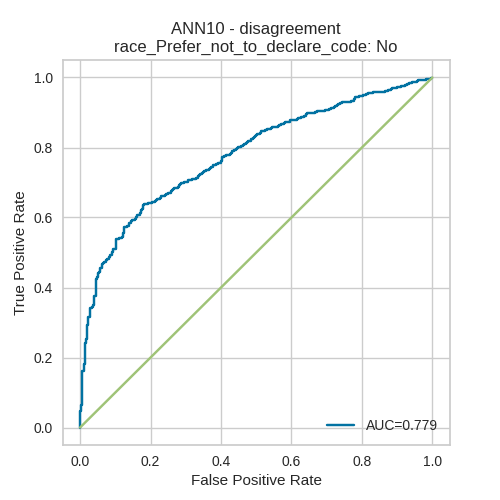 ANN10 - disagreement
race_Prefer_not_to_declare_code: No
1.0
0.8
0.6
0.4
0.2
0.0
True Positive Rate
AUC=0.779
0.0 0.2 0.4 0.6 0.8 1.0
False Positive Rate